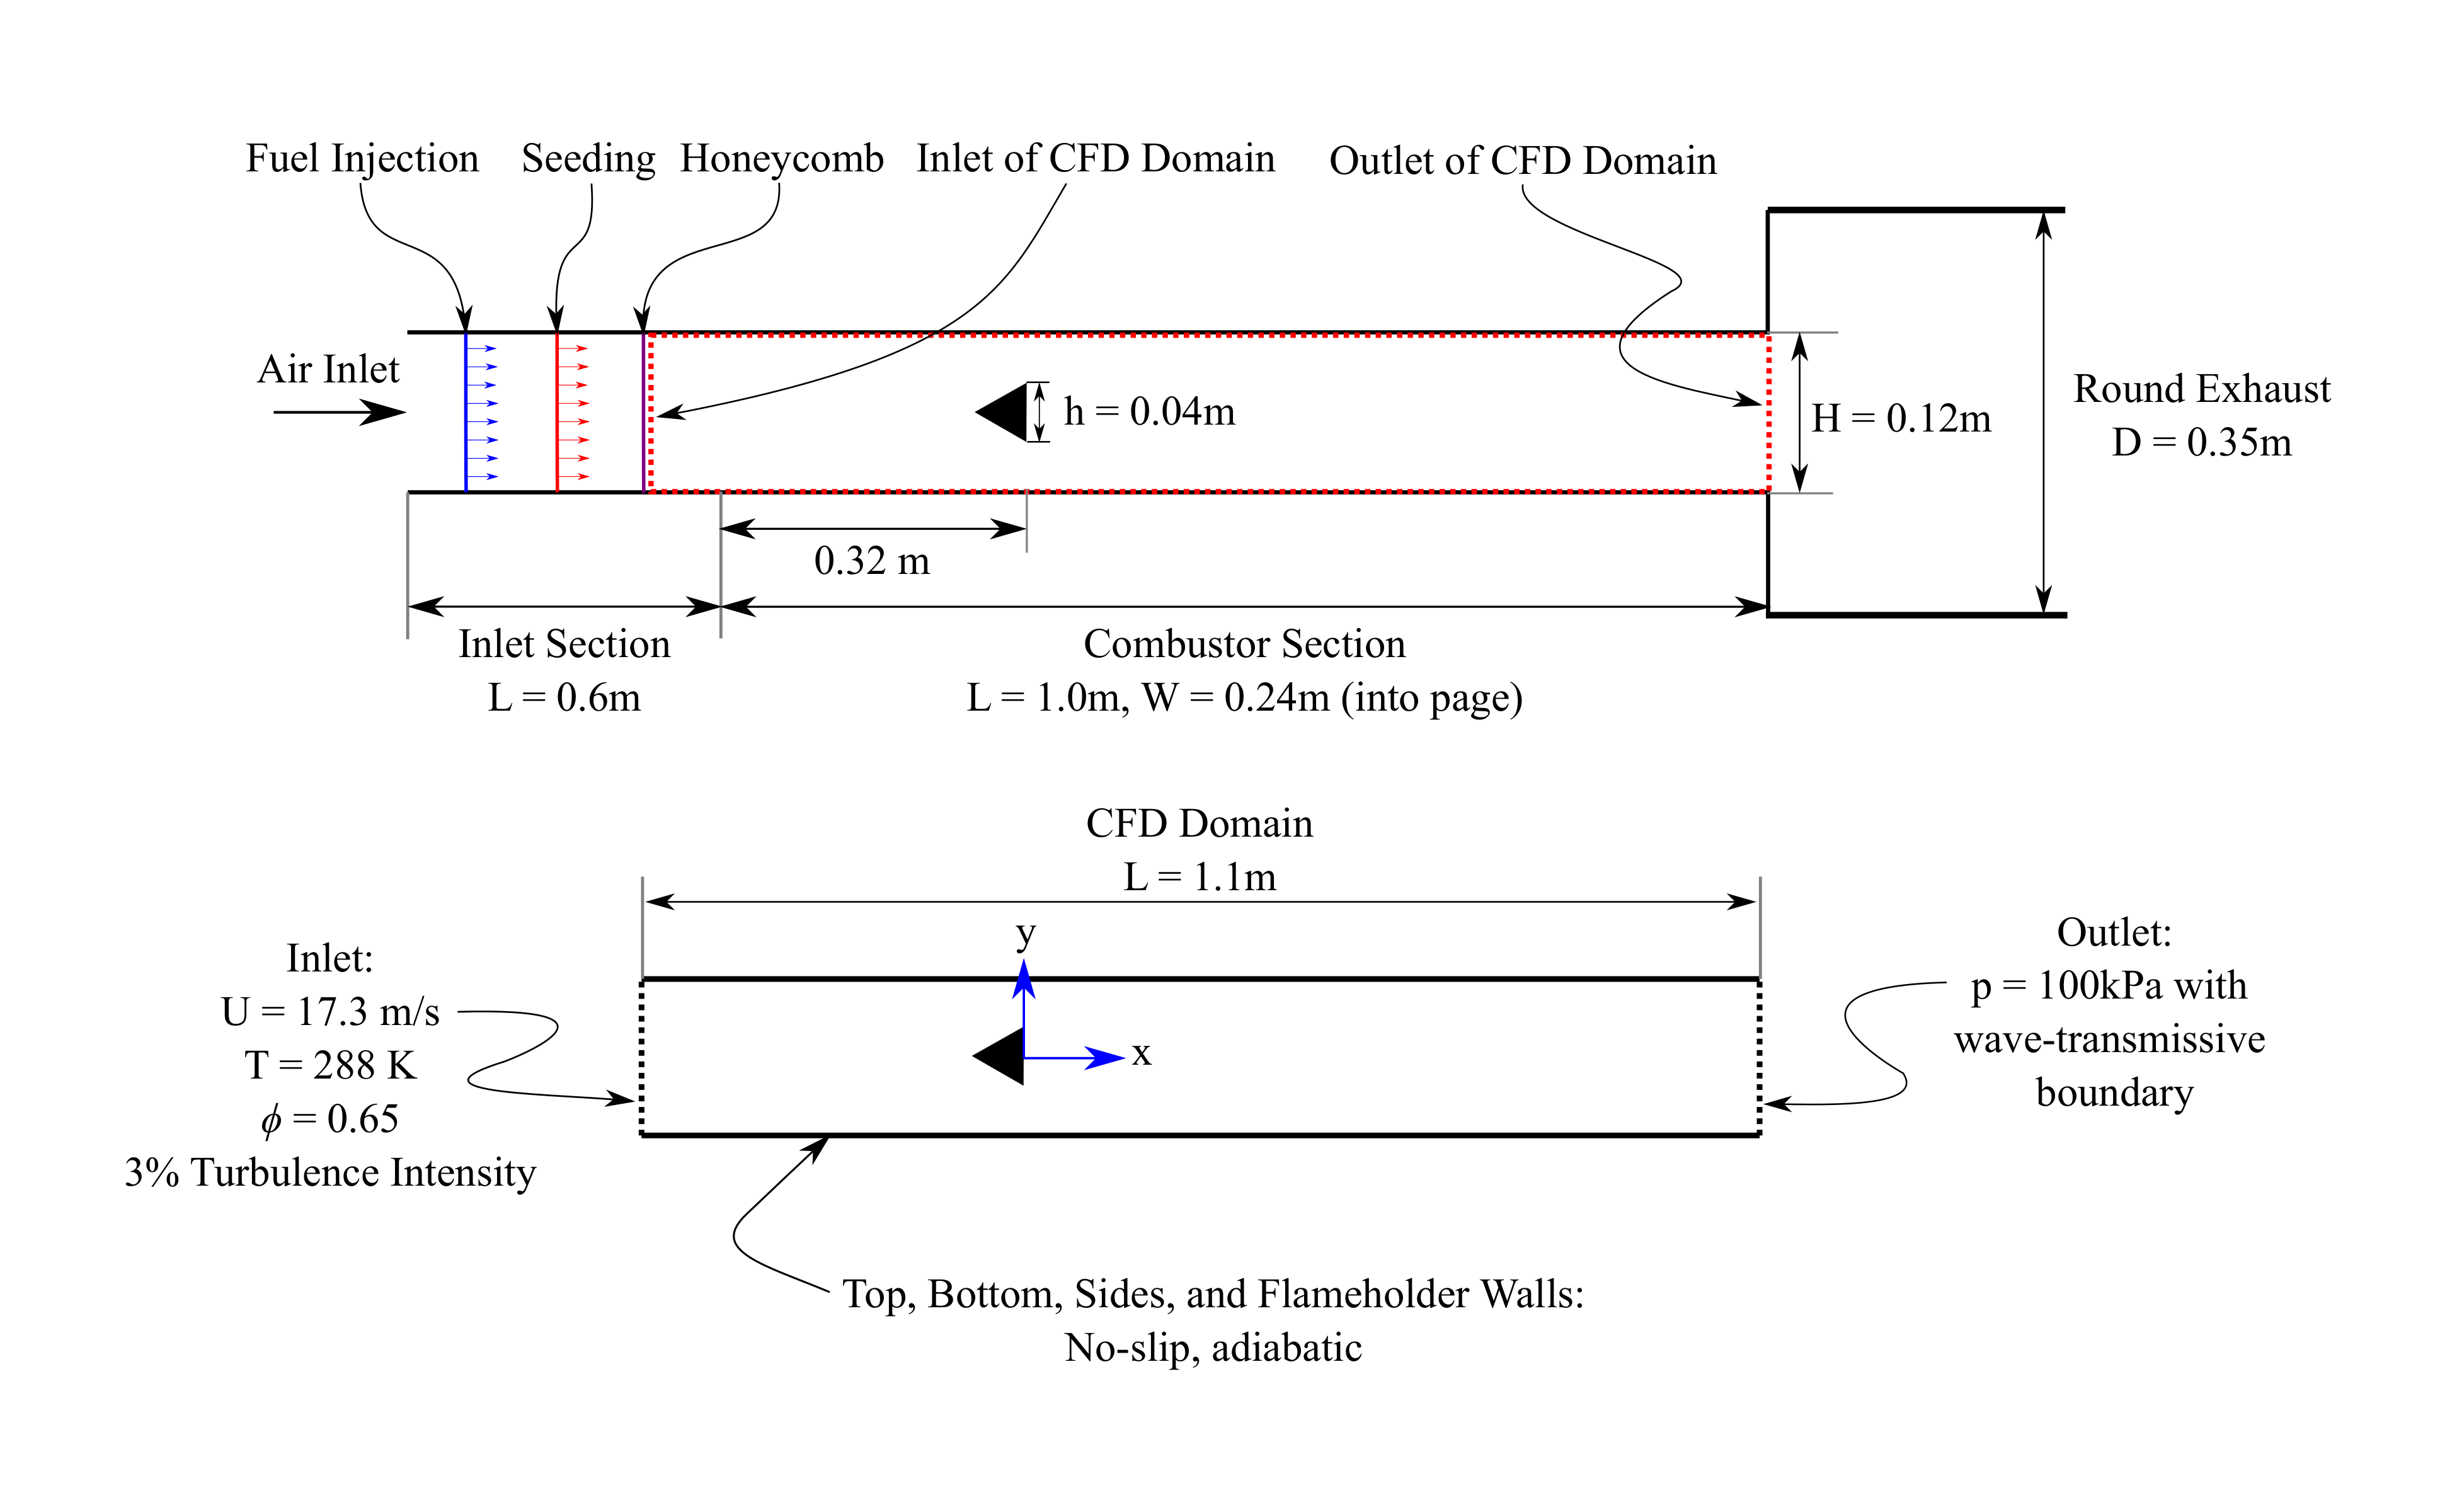 Fuel Injection
Seeding
Honeycomb
Inlet of CFD Domain
Outlet of CFD Domain
Air Inlet
h = 0.04m
H = 0.12m
Round Exhaust
D = 0.35m
0.32 m
Inlet Section
L = 0.6m
Combustor Section
L = 1.0m, W = 0.24m (into page)
CFD Domain
L = 1.1m
y
x
Inlet:
U = 17.3 m/s
T = 288 K
ϕ = 0.65
3% Turbulence Intensity
Outlet:
p = 100kPa with
wave-transmissive
boundary
Top, Bottom, Sides, and Flameholder Walls:
No-slip, adiabatic